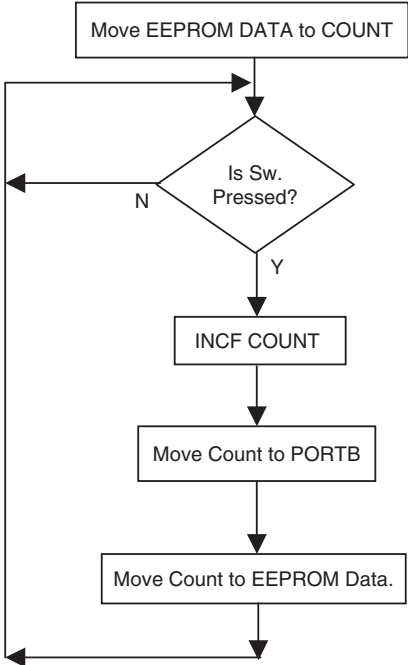 Move EEPROM DATA to COUNT
Is Sw.
Pressed?
N
Y
INCF COUNT
Move Count to PORTB
Move Count to EEPROM Data.